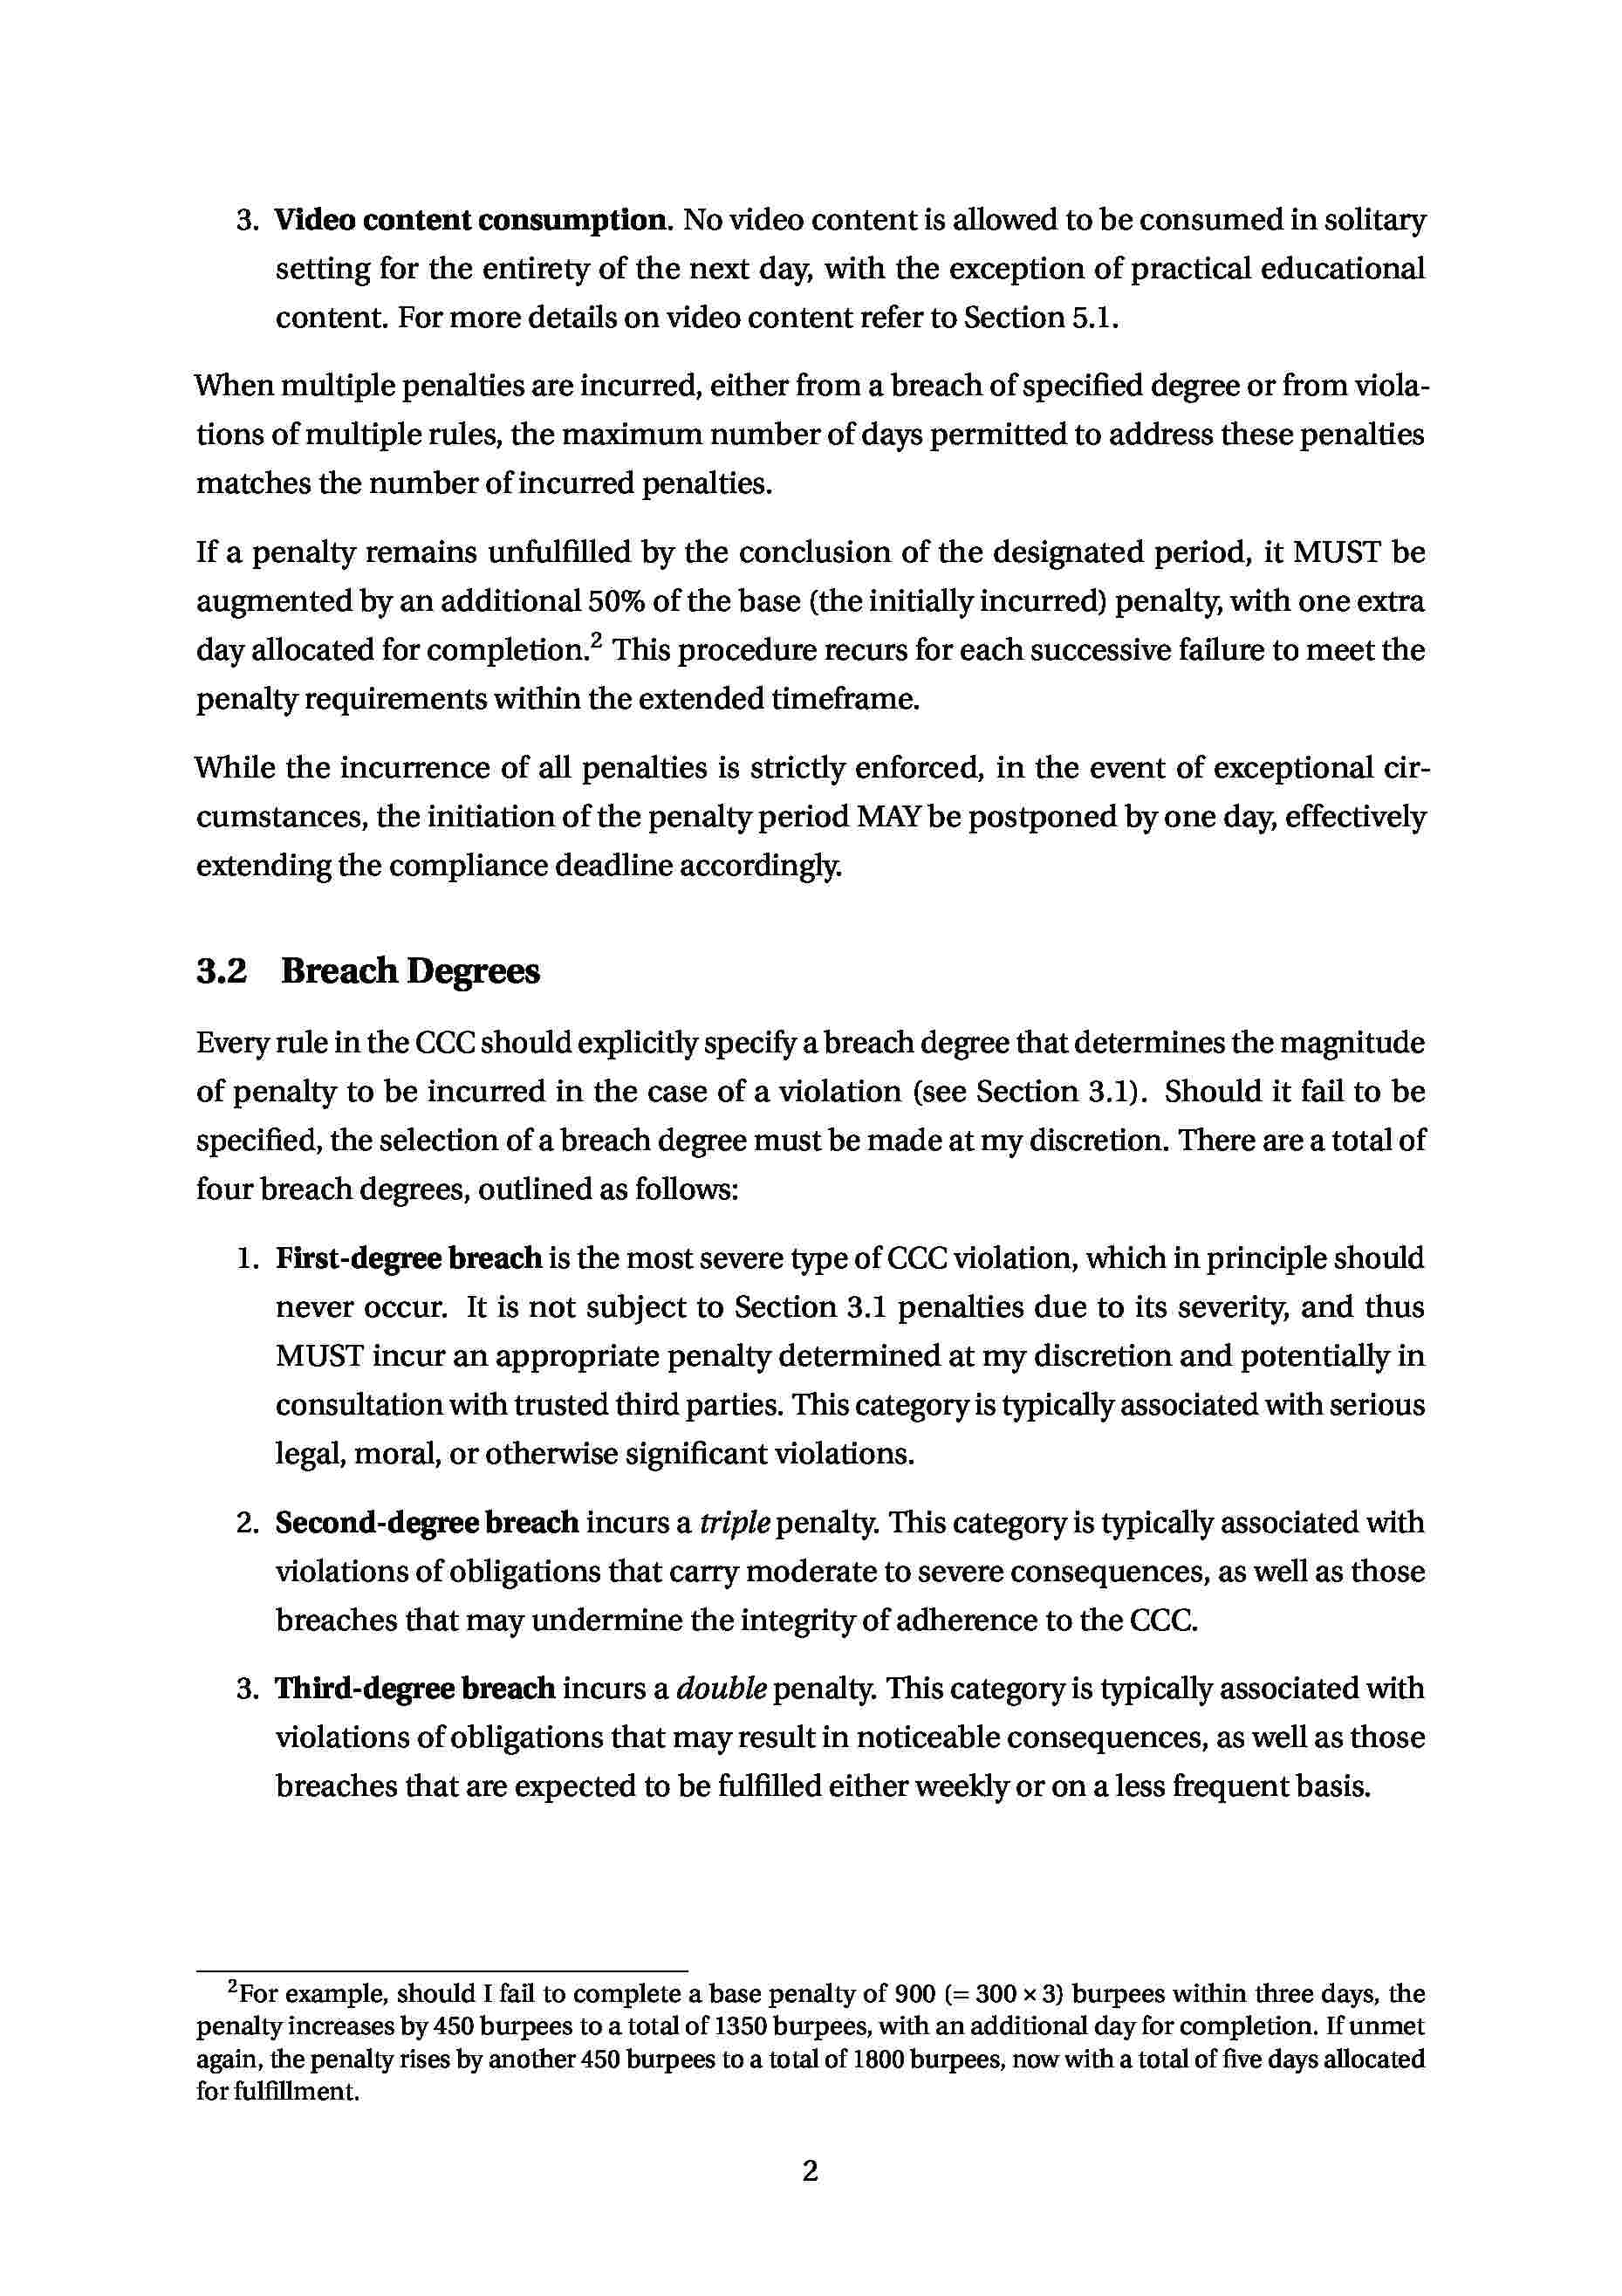 3. Video content consumption. No video content is allowed to be consumed in solitary
setting for the entirety of the next day, with the exception of practical educational
content. For more details on video content refer to Section 5.1.
When multiple penalties are incurred, either from a breach of specified degree or from viola-
tions of multiple rules, the maximum number of days permitted to address these penalties
matches the number of incurred penalties.
If a penalty remains unfulfilled by the conclusion of the designated period, it MUST be
augmented by an additional 50% of the base (the initially incurred) penalty, with one extra
day allocated for completion.² This procedure recurs for each successive failure to meet the
penalty requirements within the extended timeframe.
While the incurrence of all penalties is strictly enforced, in the event of exceptional cir-
cumstances, the initiation of the penalty period MAY be postponed by one day, effectively
extending the compliance deadline accordingly.
3.2 Breach Degrees
Every rule in the CCC should explicitly specify a breach degree that determines the magnitude
of penalty to be incurred in the case of a violation (see Section 3.1). Should it fail to be
specified, the selection of a breach degree must be made at my discretion. There are a total of
four breach degrees, outlined as follows:
1. First-degree breach is the most severe type of CCC violation, which in principle should
never occur. It is not subject to Section 3.1 penalties due to its severity, and thus
MUST incur an appropriate penalty determined at my discretion and potentially in
consultation with trusted third parties. This category is typically associated with serious
legal, moral, or otherwise significant violations.
2. Second-degree breach incurs a triple penalty. This category is typically associated with
violations of obligations that carry moderate to severe consequences, as well as those
breaches that may undermine the integrity of adherence to the CCC.
3. Third-degree breach incurs a double penalty. This category is typically associated with
violations of obligations that may result in noticeable consequences, as well as those
breaches that are expected to be fulfilled either weekly or on a less frequent basis.
²For example, should I fail to complete a base penalty of 900 (= 300 × 3) burpees within three days, the
penalty increases by 450 burpees to a total of 1350 burpees, with an additional day for completion. If unmet
again, the penalty rises by another 450 burpees to a total of 1800 burpees, now with a total of five days allocated
for fulfillment.
2